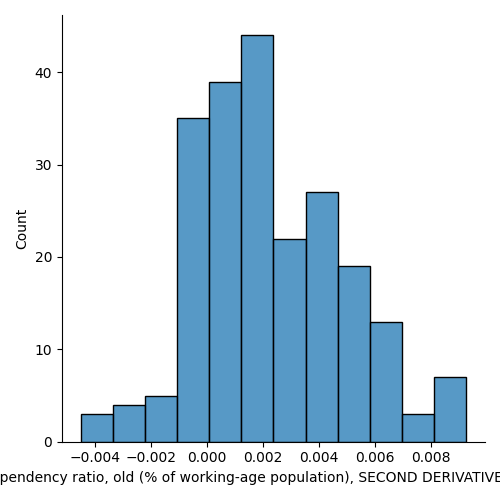 40
30
20
10
0
Count
−0.004 −0.002 0.000 0.002 0.004 0.006 0.008
pendency ratio, old (% of working-age population), SECOND DERIVATIVE